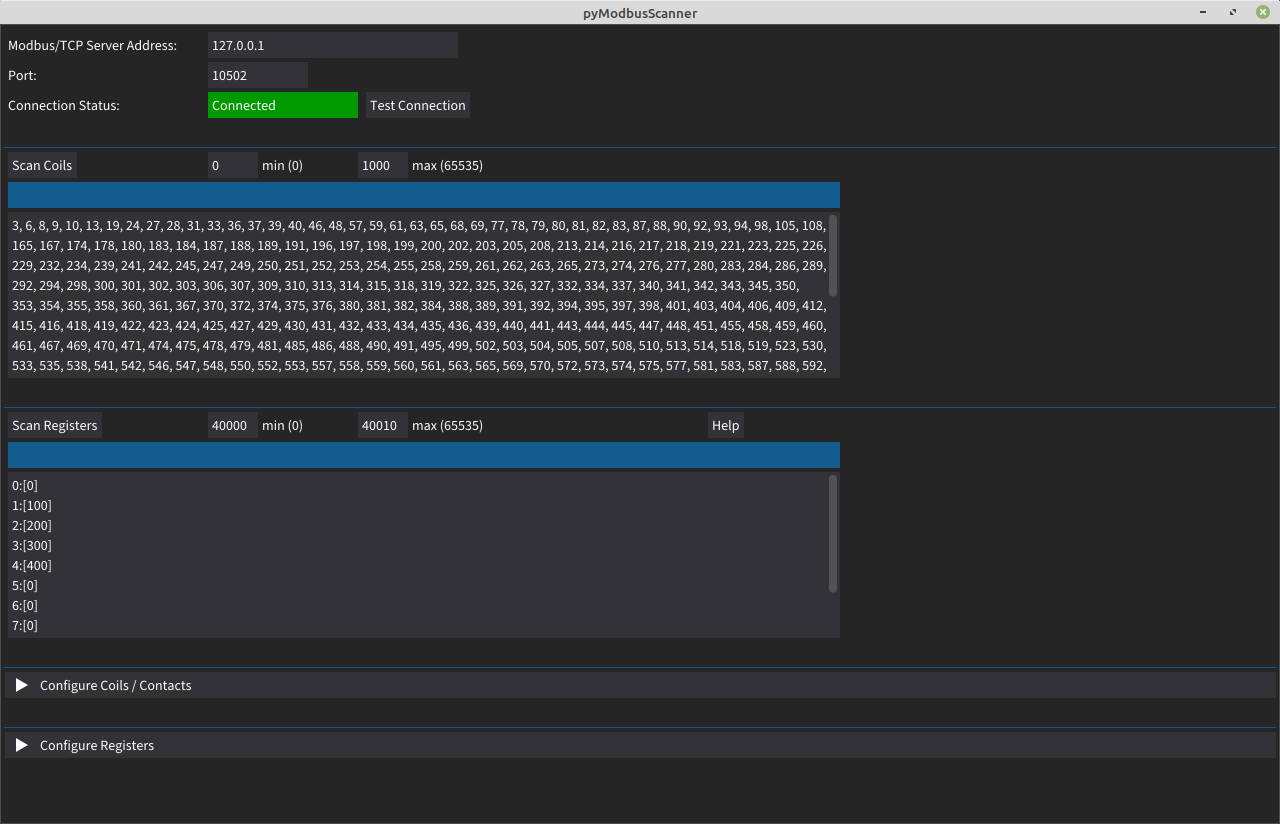 pyModbusScanner
Modbus/TCP Server Address: 127.0.0.1
Port: 10502
Connection Status: Connected Test Connection
Scan Coils 0 min (0) 1000 max (65535)
3, 6, 8, 9, 10, 13, 19, 24, 27, 28, 31, 33, 36, 37, 39, 40, 46, 48, 57, 59, 61, 63, 65, 68, 69, 77, 78, 79, 80, 81, 82, 83, 87, 88, 90, 92, 93, 94, 98, 105, 108,
165, 167, 174, 178, 180, 183, 184, 187, 188, 189, 191, 196, 197, 198, 199, 200, 202, 203, 205, 208, 213, 214, 216, 217, 218, 219, 221, 223, 225, 226,
229, 232, 234, 239, 241, 242, 245, 247, 249, 250, 251, 252, 253, 254, 255, 258, 259, 261, 262, 263, 265, 273, 274, 276, 277, 280, 283, 284, 286, 289,
292, 294, 298, 300, 301, 302, 303, 306, 307, 309, 310, 313, 314, 315, 318, 319, 322, 325, 326, 327, 332, 334, 337, 340, 341, 342, 343, 345, 350,
353, 354, 355, 358, 360, 361, 367, 370, 372, 374, 375, 376, 380, 381, 382, 384, 388, 389, 391, 392, 394, 395, 397, 398, 401, 403, 404, 406, 409, 412,
415, 416, 418, 419, 422, 423, 424, 425, 427, 429, 430, 431, 432, 433, 434, 435, 436, 439, 440, 441, 443, 444, 445, 447, 448, 451, 455, 458, 459, 460,
461, 467, 469, 470, 471, 474, 475, 478, 479, 481, 485, 486, 488, 490, 491, 495, 499, 502, 503, 504, 505, 507, 508, 510, 513, 514, 518, 519, 523, 530,
533, 535, 538, 541, 542, 546, 547, 548, 550, 552, 553, 557, 558, 559, 560, 561, 563, 565, 569, 570, 572, 573, 574, 575, 577, 581, 583, 587, 588, 592,
Scan Registers 40000 min (0) 40010 max (65535) Help
0:[0]
1:[100]
2:[200]
3:[300]
4:[400]
5:[0]
6:[0]
7:[0]
Configure Coils / Contacts
Configure Registers